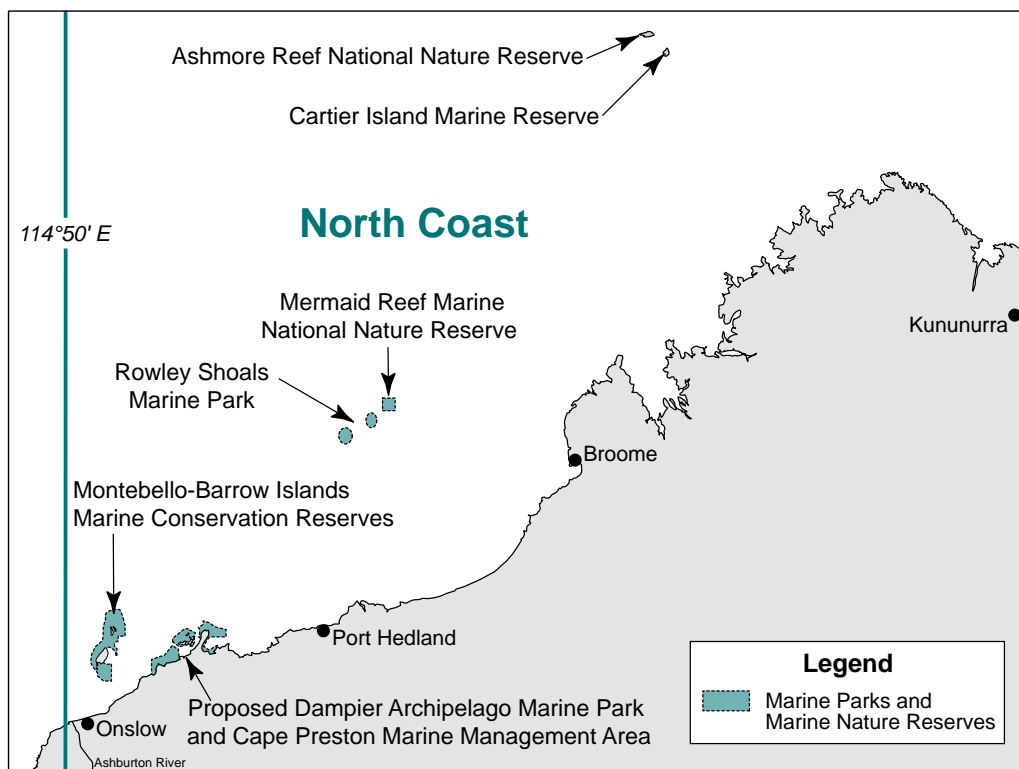 Ashmore Reef National Nature Reserve
Cartier Island Marine Reserve
North Coast
114°50' E
Mermaid Reef Marine
National Nature Reserve
Kununurra
Rowley Shoals
Marine Park
Broome
Montebello-Barrow Islands
Marine Conservation Reserves
Port Hedland
Legend
Marine Parks and
Marine Nature Reserves
Proposed Dampier Archipelago Marine Park
and Cape Preston Marine Management Area
Onslow
Ashburton River